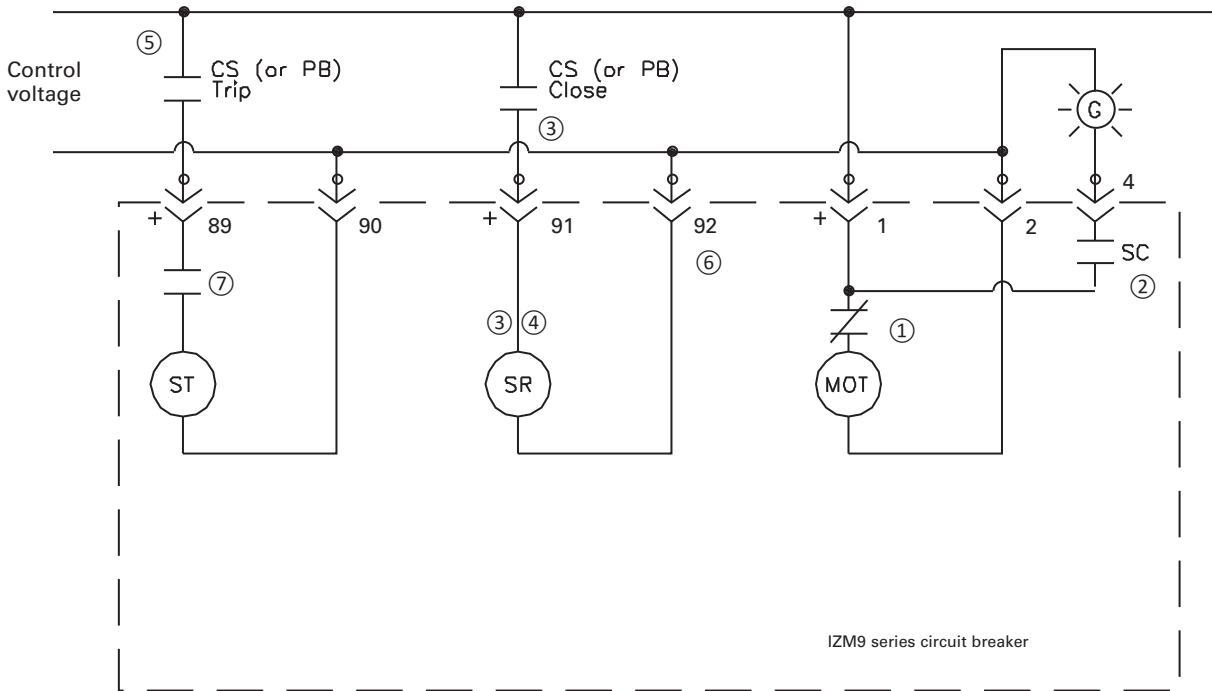 ⑤
Control
voltage
CS (or PB)
Trip
CS (or PB)
Close
③
G
4
+
89
90
+
91
92
+
1
2
⑦
⑥
SC
②
③ ④
①
ST
SR
MOT
IZM9 series circuit breaker